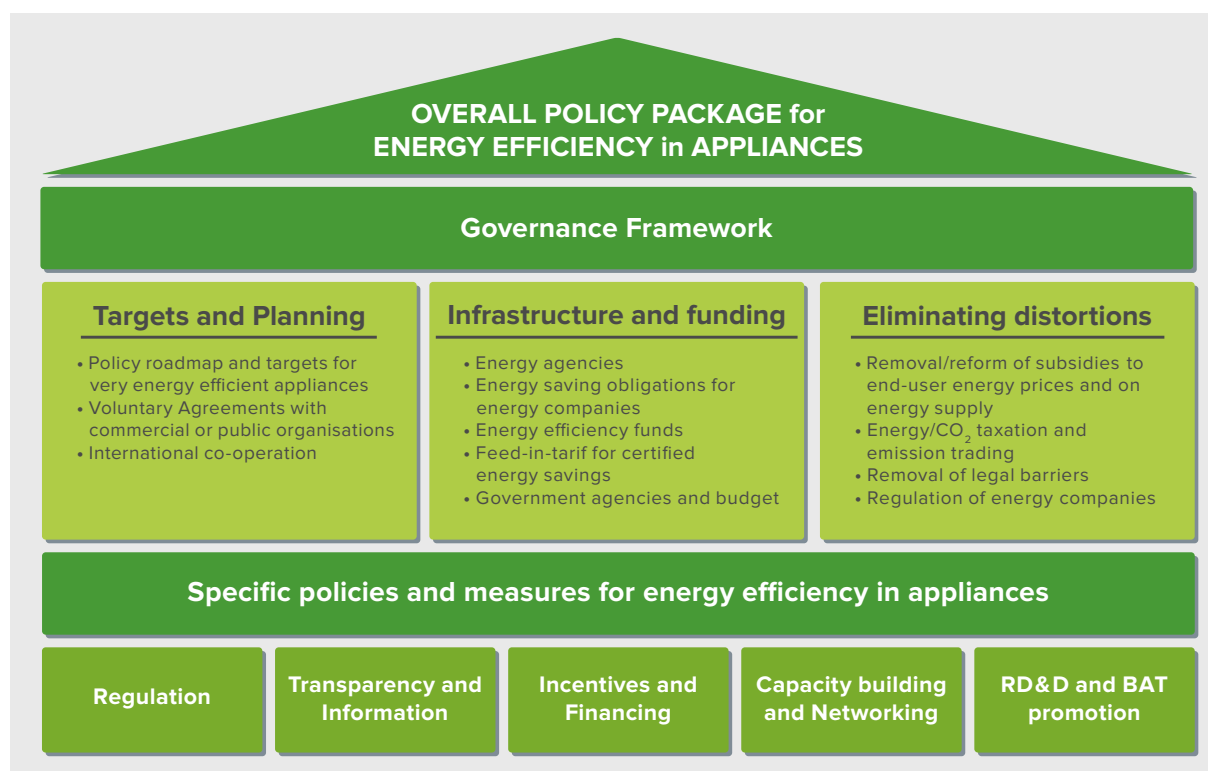 OVERALL POLICY PACKAGE for
ENERGY EFFICIENCY in APPLIANCES
Governance Framework
Targets and Planning
• Policy roadmap and targets for
very energy efficient appliances
• Voluntary Agreements with
commercial or public organisations
• International co-operation
Infrastructure and funding
• Energy agencies
• Energy saving obligations for
energy companies
• Energy efficiency funds
• Feed-in-tarif for certified
energy savings
• Government agencies and budget
Eliminating distortions
• Removal/reform of subsidies to
end-user energy prices and on
energy supply
• Energy/CO₂ taxation and
emission trading
• Removal of legal barriers
• Regulation of energy companies
Specific policies and measures for energy efficiency in appliances
Regulation
Transparency and
Information
Incentives and
Financing
Capacity building
and Networking
RD&D and BAT
promotion